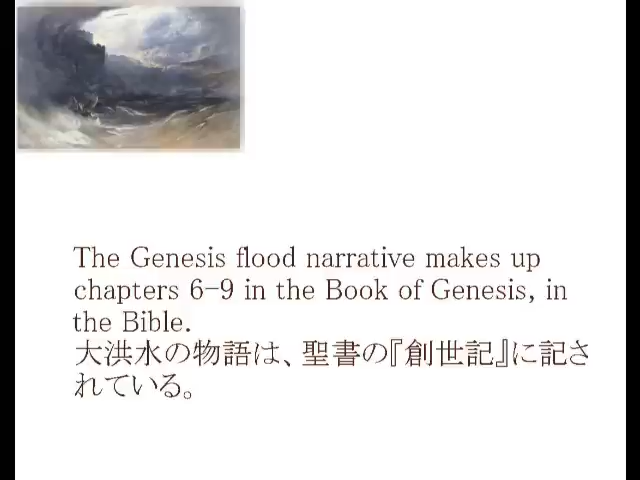 The Genesis flood narrative makes up
chapters 6–9 in the Book of Genesis, in
the Bible.
大洪水の物語は、聖書の『創世記』に記さ
れている。